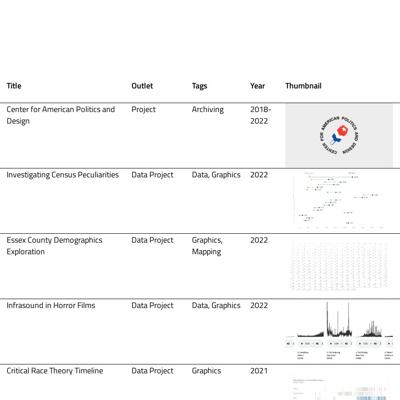 Title Outlet Tags Year Thumbnail
Center for American Politics and Design Project Archiving 2018-2022
CENTER FOR AMERICAN POLITICS AND DESIGN
Investigating Census Peculiarities Data Project Data, Graphics 2022
Essex County Demographics Exploration Data Project Graphics, Mapping 2022
Infrasound in Horror Films Data Project Data, Graphics 2022
Critical Race Theory Timeline Data Project Graphics 2021